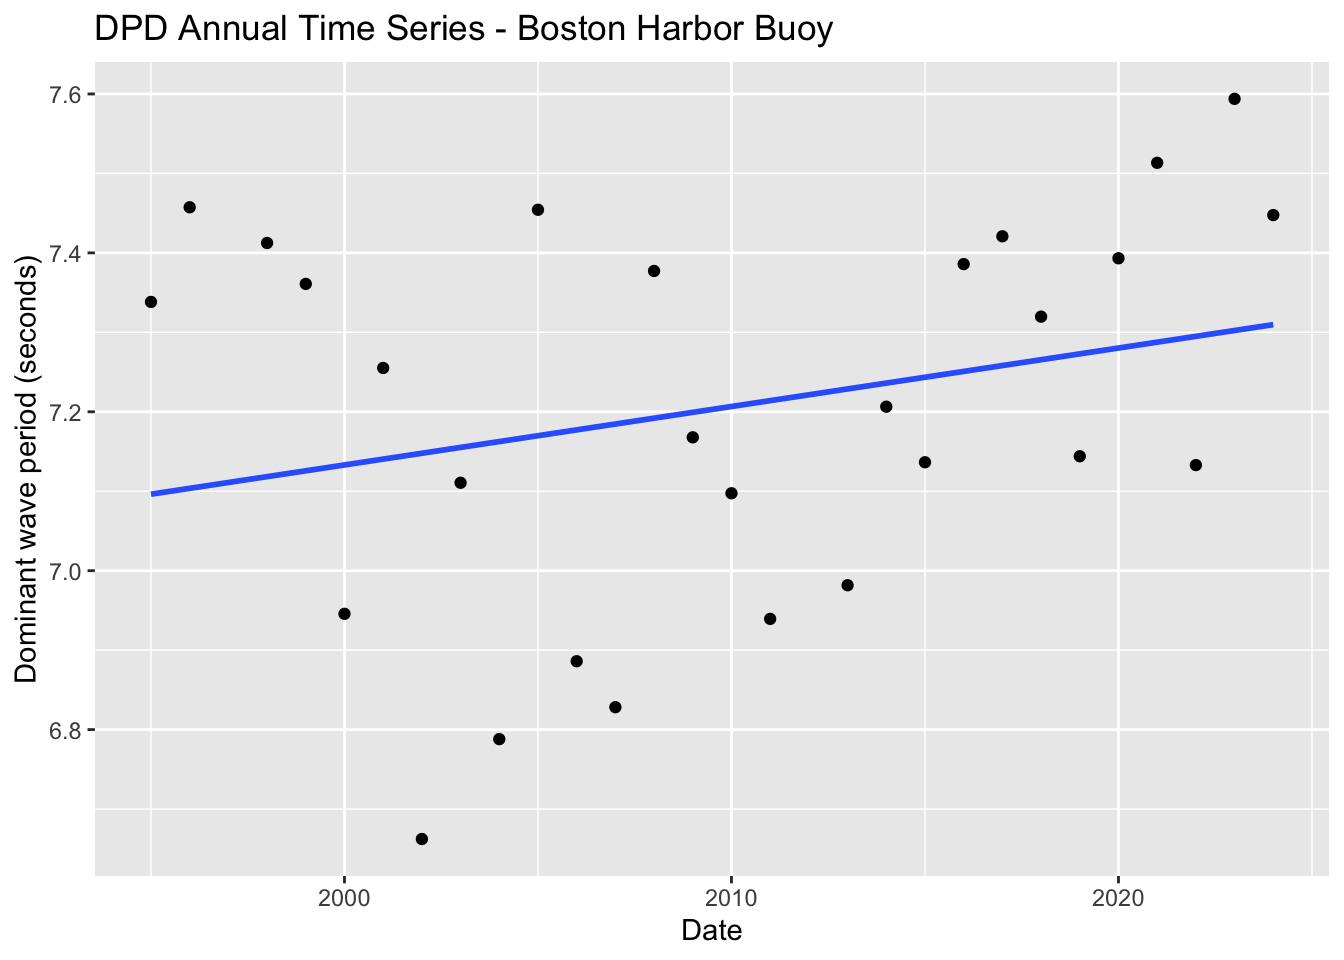 DPD Annual Time Series - Boston Harbor Buoy
7.6
7.4
7.2
7.0
6.8
Dominant wave period (seconds)
2000 2010 2020
Date